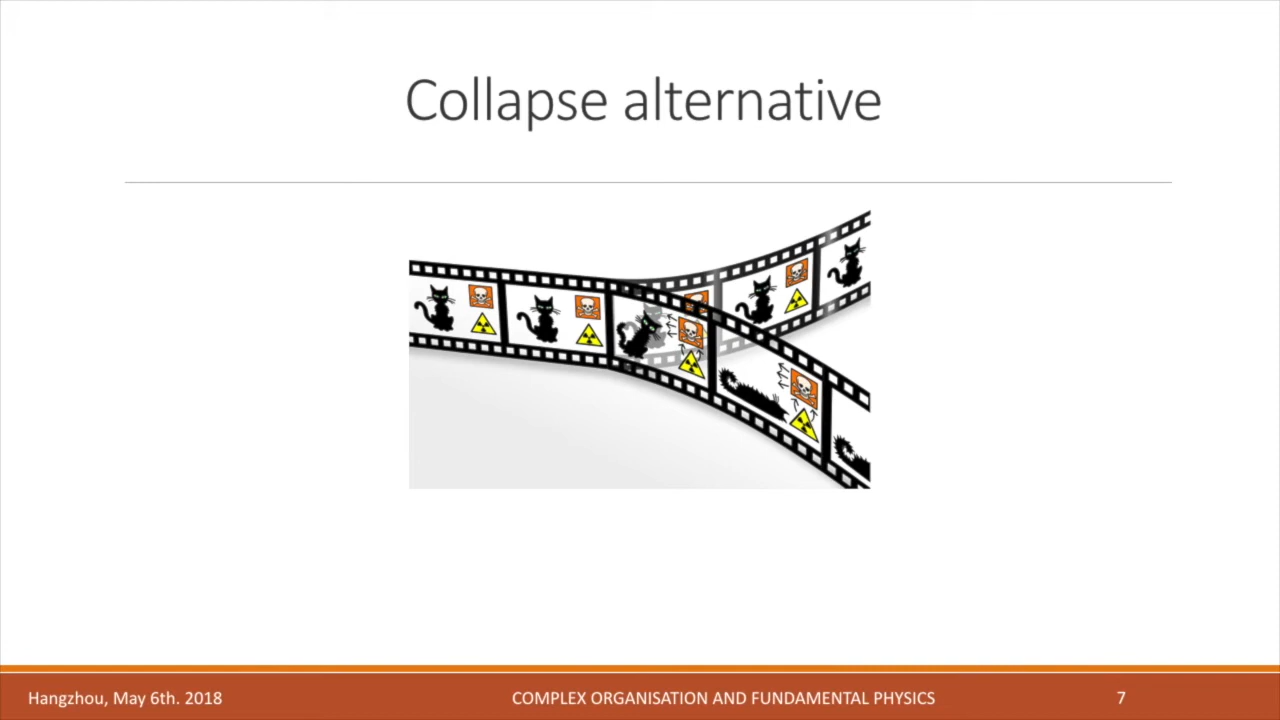 Collapse alternative
Hangzhou, May 6th. 2018
COMPLEX ORGANISATION AND FUNDAMENTAL PHYSICS
7